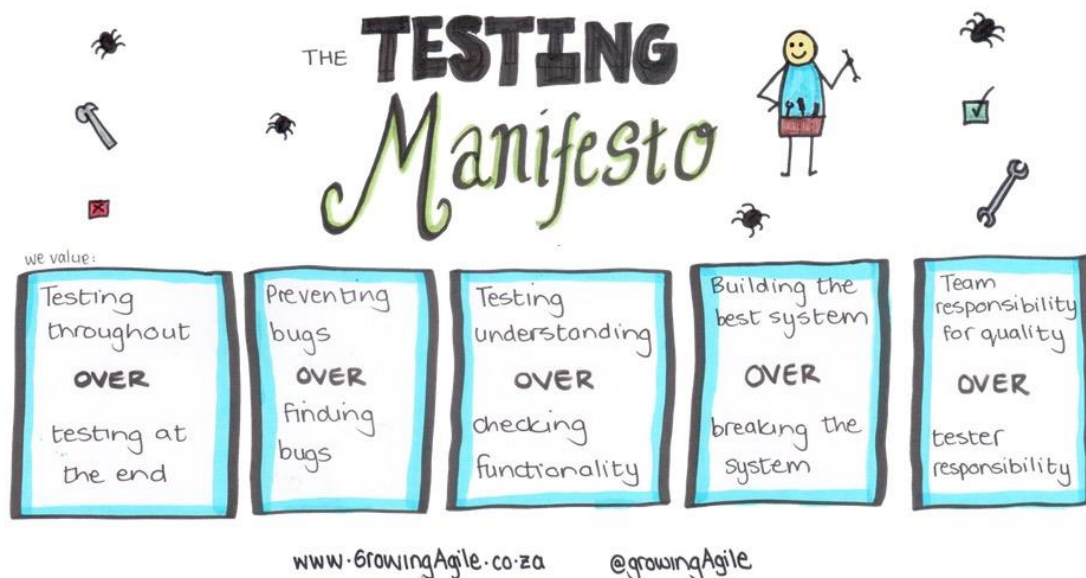 THE TESTING
Manifesto
we value:
Testing
throughout
OVER
testing at
the end
Preventing
bugs
OVER
finding
bugs
Testing
understanding
OVER
checking
functionality
Building the
best system
OVER
breaking the
system
Team
responsibility
for quality
OVER
tester
responsibility
www.GrowingAgile.co.za @growingAgile